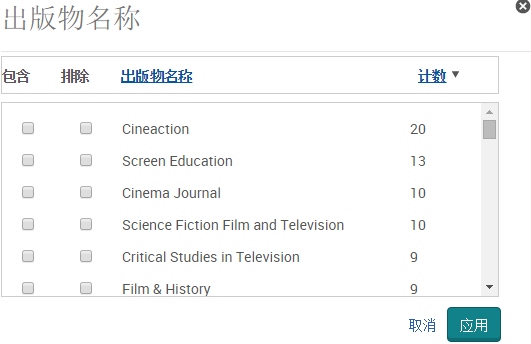 出版物名称
包含 排除 出版物名称 计数
Cineaction 20
Screen Education 13
Cinema Journal 10
Science Fiction Film and Television 10
Critical Studies in Television 9
Film & History 9
取消 应用